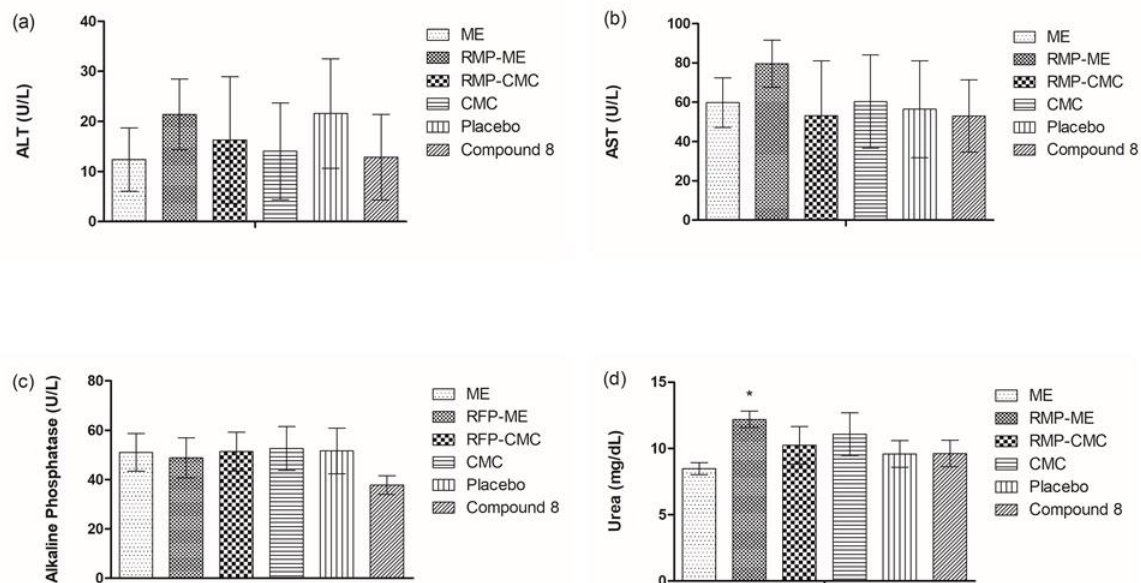 (a)
ALT (U/L)
40
30
20
10
0
ME
RMP-ME
RMP-CMC
CMC
Placebo
Compound 8
(b)
AST (U/L)
100
80
60
40
20
0
ME
RMP-ME
RMP-CMC
CMC
Placebo
Compound 8
(c)
Alkaline Phosphatase (U/L)
80
60
40
20
0
ME
RFP-ME
RFP-CMC
CMC
Placebo
Compound 8
(d)
Urea (mg/dL)
15
10
5
0
*
ME
RMP-ME
RMP-CMC
CMC
Placebo
Compound 8